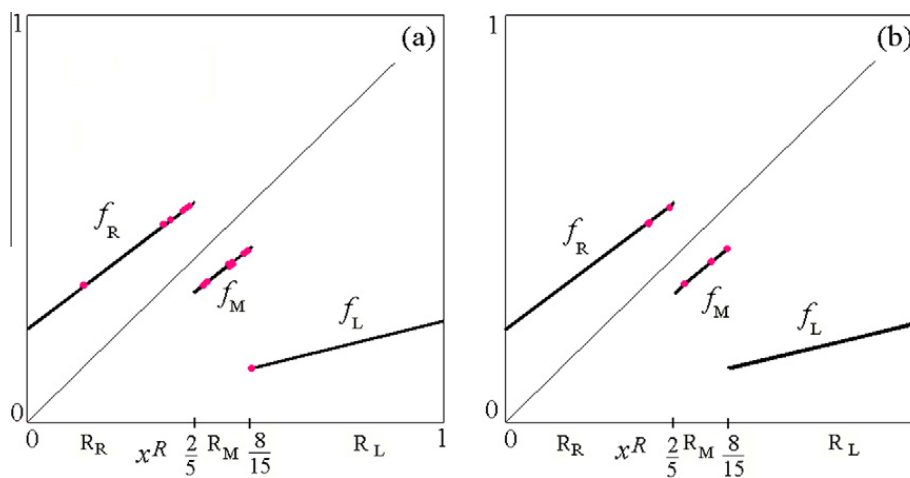 1
(a)
f_R
f_M
f_L
0
0 R_R x^R 2/5 R_M 8/15 R_L 1
1
(b)
f_R
f_M
f_L
0
0 R_R x^R 2/5 R_M 8/15 R_L